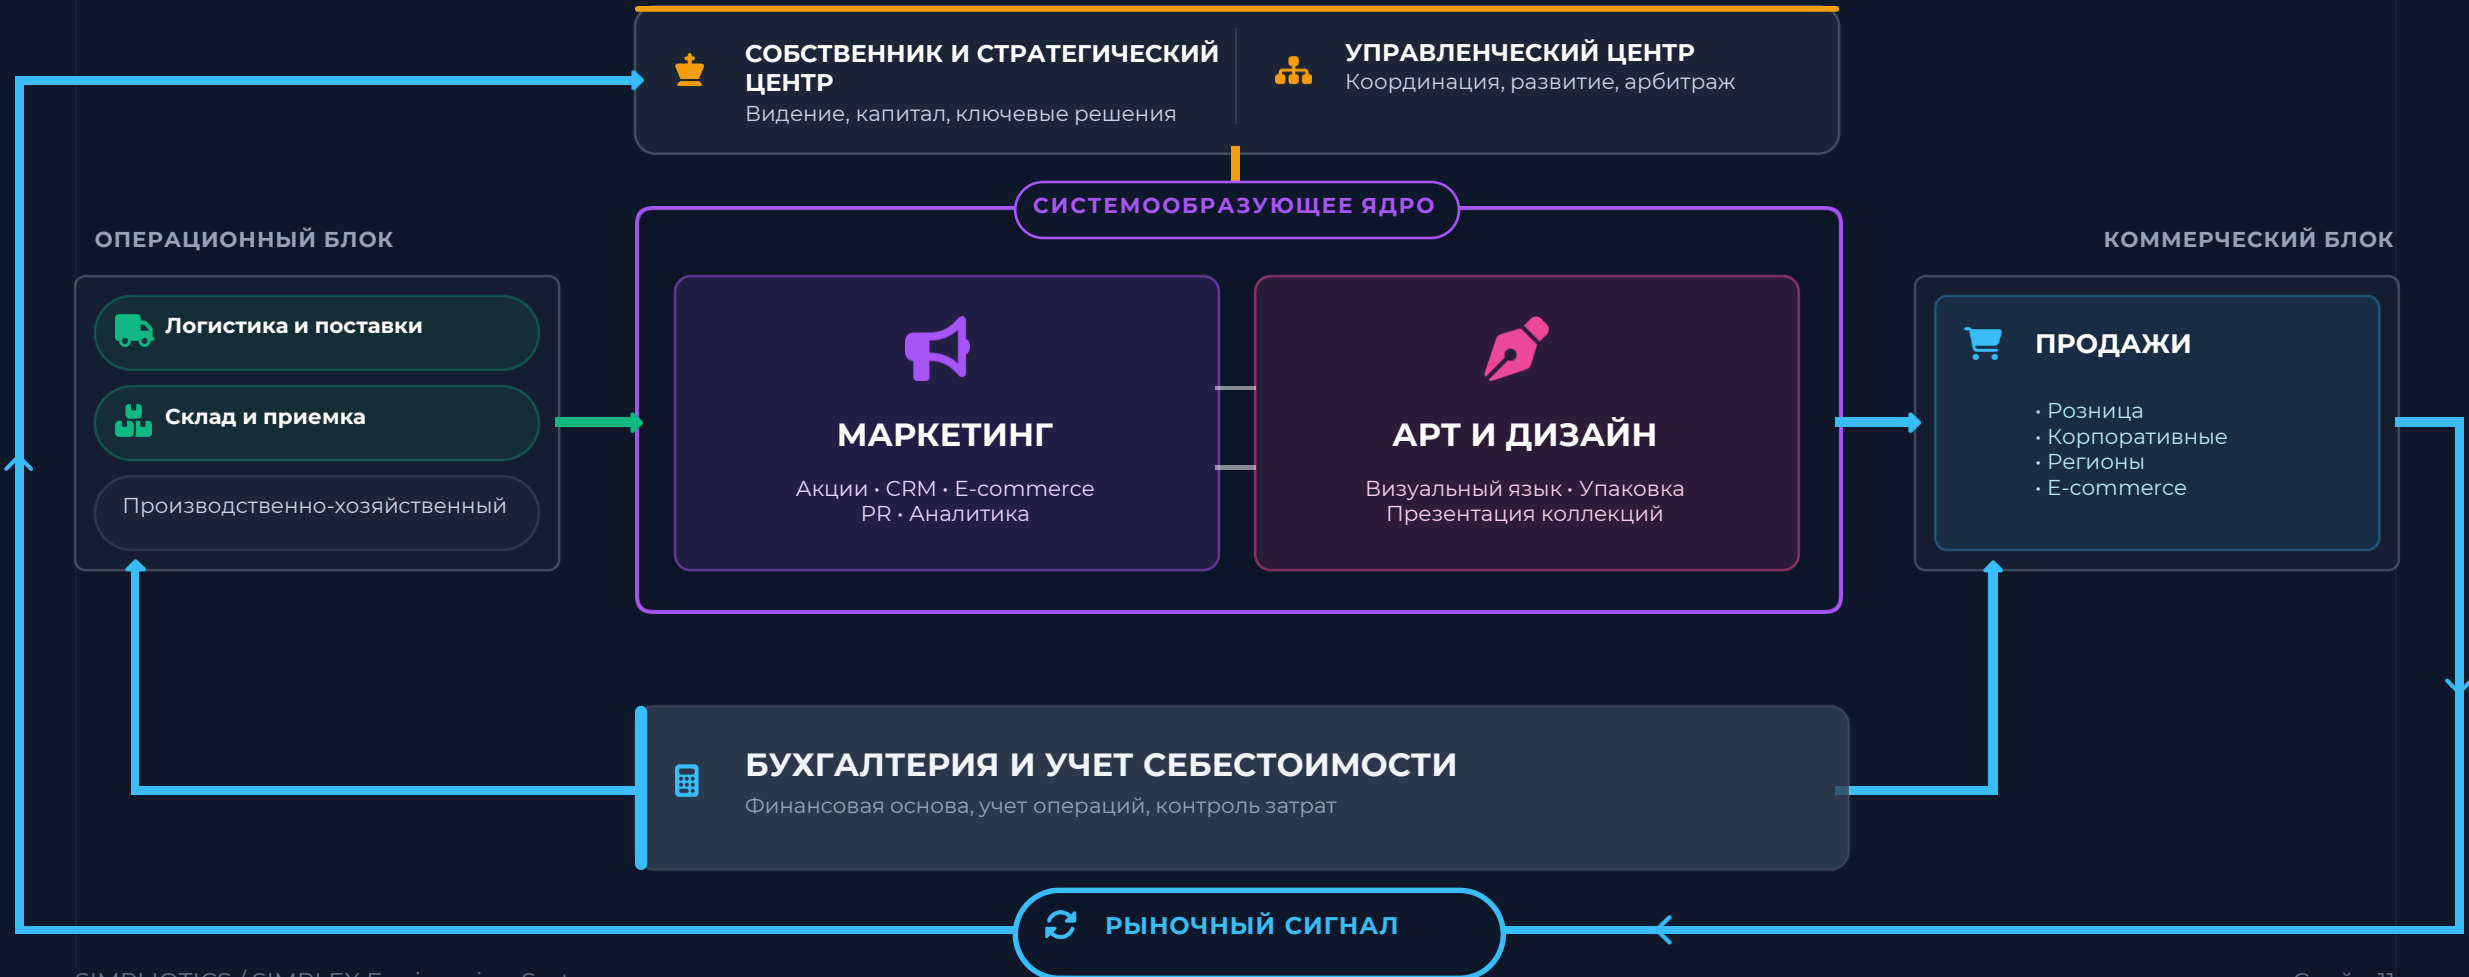 СОБСТВЕННИК И СТРАТЕГИЧЕСКИЙ
ЦЕНТР
Видение, капитал, ключевые решения
УПРАВЛЕНЧЕСКИЙ ЦЕНТР
Координация, развитие, арбитраж
СИСТЕМООБРАЗУЮЩЕЕ ЯДРО
ОПЕРАЦИОННЫЙ БЛОК
Логистика и поставки
Склад и приемка
Производственно-хозяйственный
МАРКЕТИНГ
Акции • CRM • E-commerce
PR • Аналитика
АРТ И ДИЗАЙН
Визуальный язык • Упаковка
Презентация коллекций
КОММЕРЧЕСКИЙ БЛОК
ПРОДАЖИ
• Розница
• Корпоративные
• Регионы
• E-commerce
БУХГАЛТЕРИЯ И УЧЕТ СЕБЕСТОИМОСТИ
Финансовая основа, учет операций, контроль затрат
РЫНОЧНЫЙ СИГНАЛ